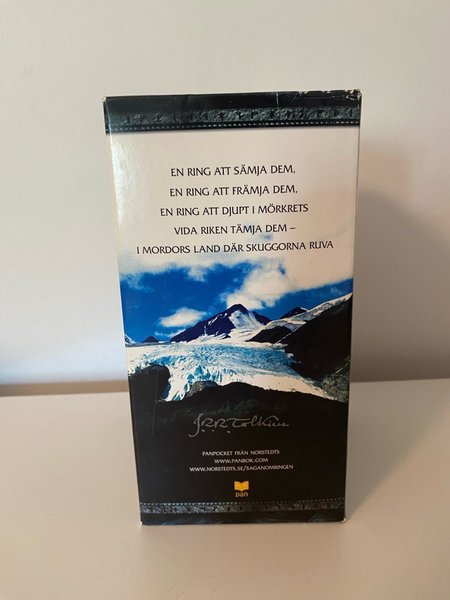 EN RING ATT SÄMJA DEM,
EN RING ATT FRÄMJA DEM,
EN RING ATT DJUPT I MÖRKRETS
VIDA RIKEN TÄMJA DEM –
I MORDORS LAND DÄR SKUGGORNA RUVA
JRRTolkien
PANPOCKET FRÅN NORSTEDTS
WWW.PANBOK.COM
WWW.NORSTEDTS.SE/SAGANOMRINGEN
pan